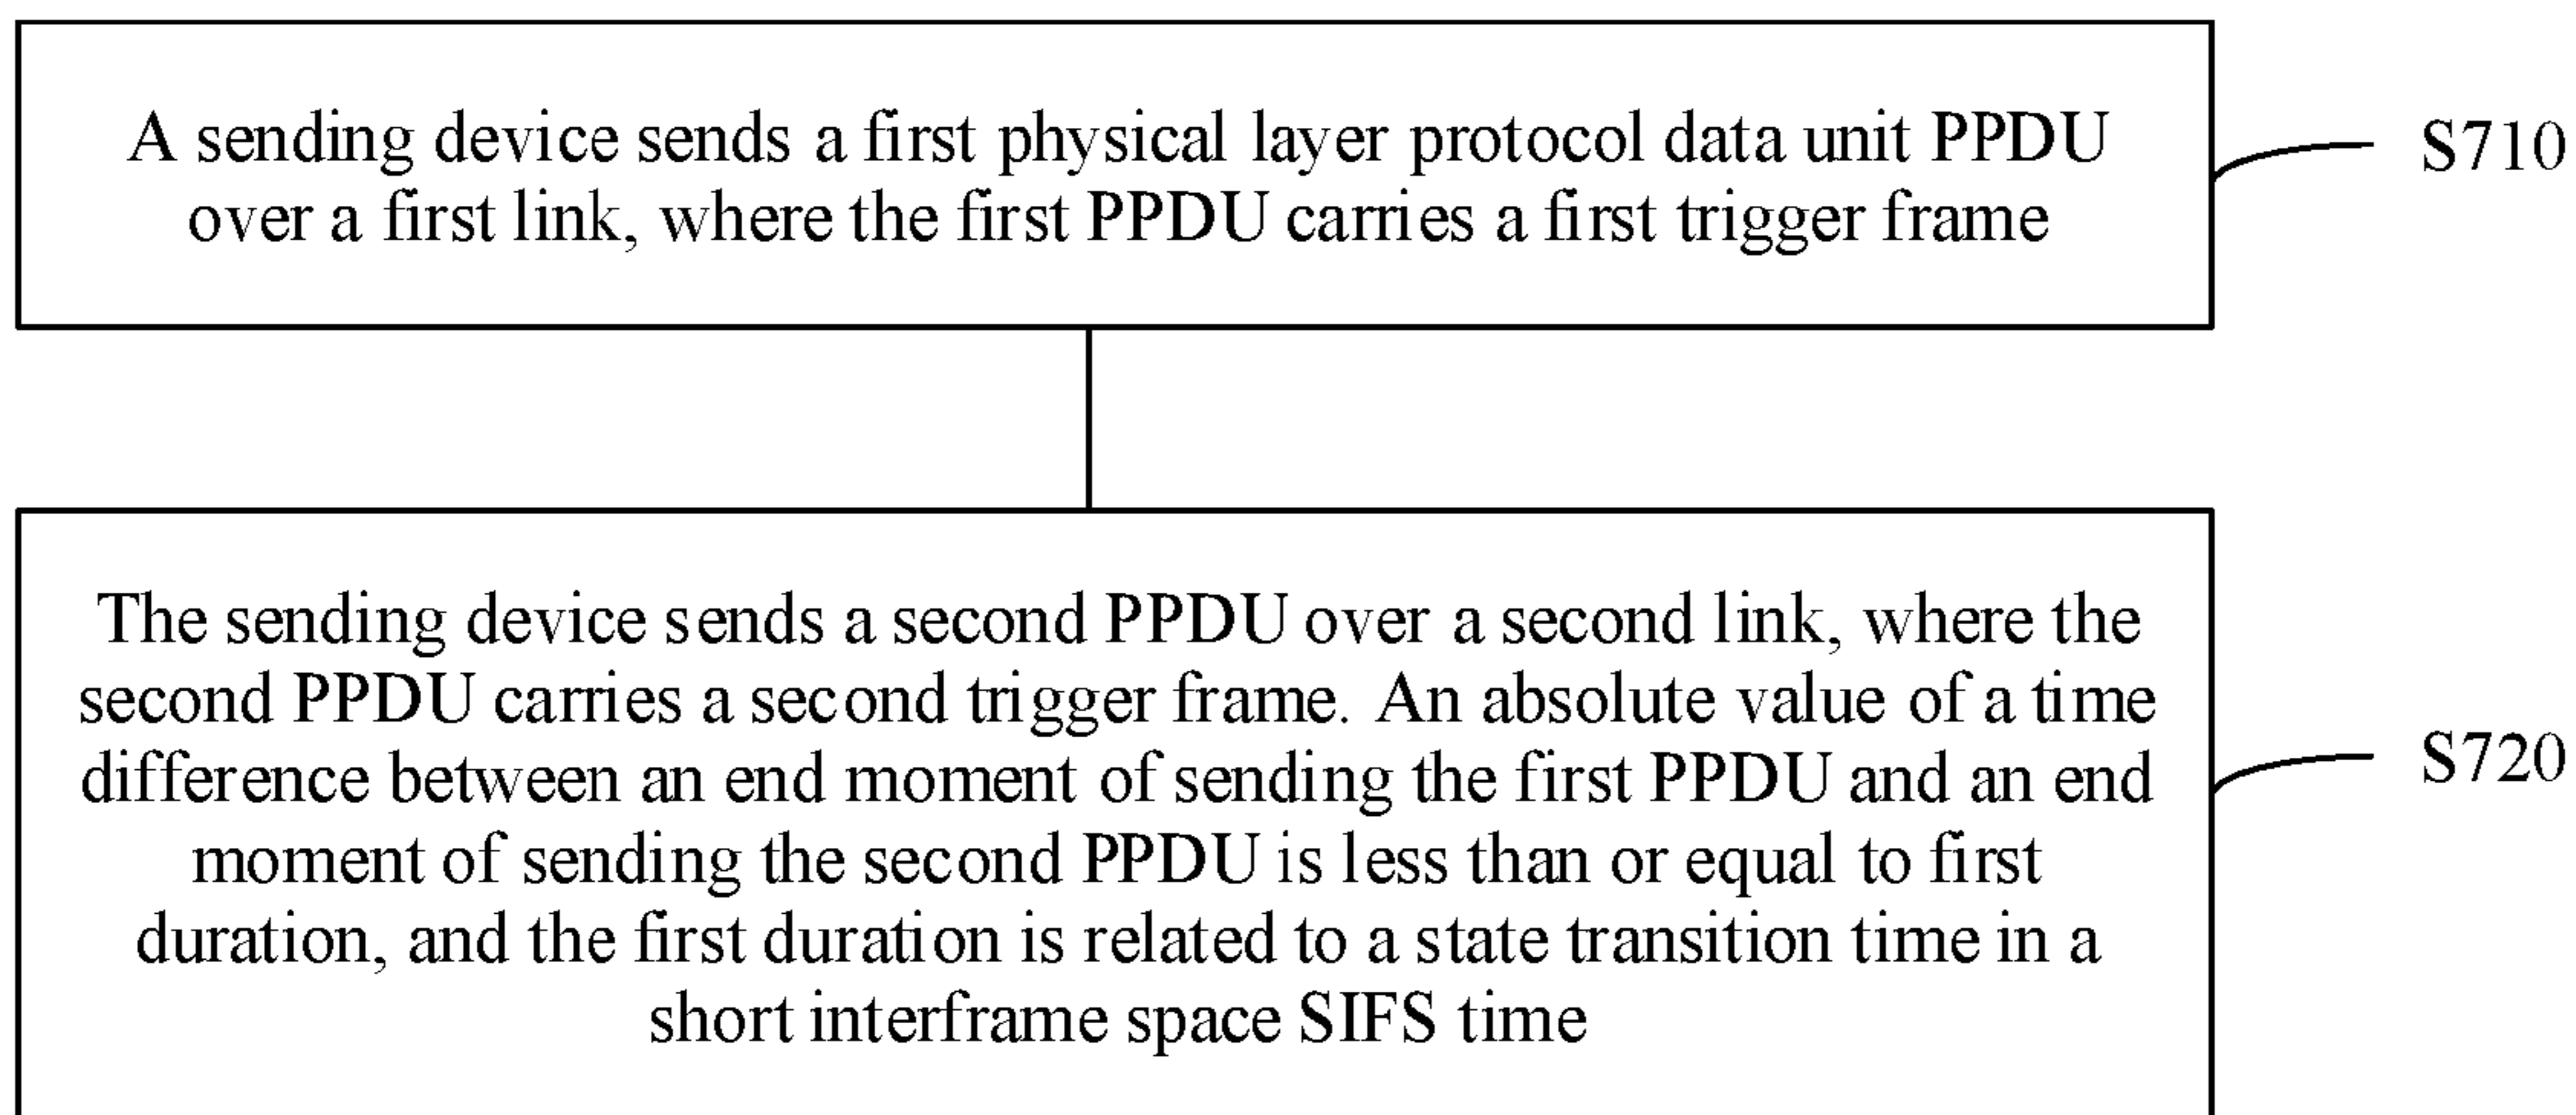 A sending device sends a first physical layer protocol data unit PPDU
over a first link, where the first PPDU carries a first trigger frame
S710
The sending device sends a second PPDU over a second link, where the
second PPDU carries a second trigger frame. An absolute value of a time
difference between an end moment of sending the first PPDU and an end
moment of sending the second PPDU is less than or equal to first
duration, and the first duration is related to a state transition time in a
short interframe space SIFS time
S720